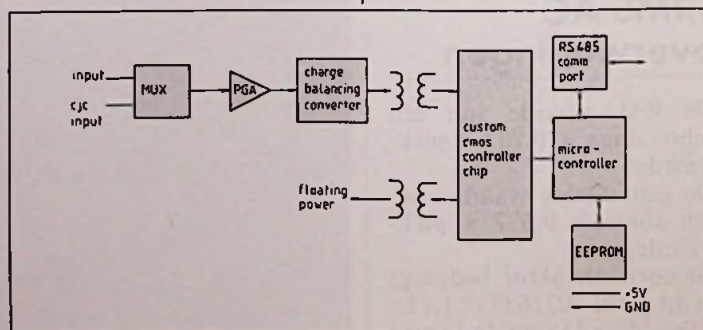 input
cjc
input
MUX
PGA
charge
balancing
converter
floating
power
custom
cmos
controller
chip
RS485
comm
port
micro-
controller
EEPROM
+5V
GND